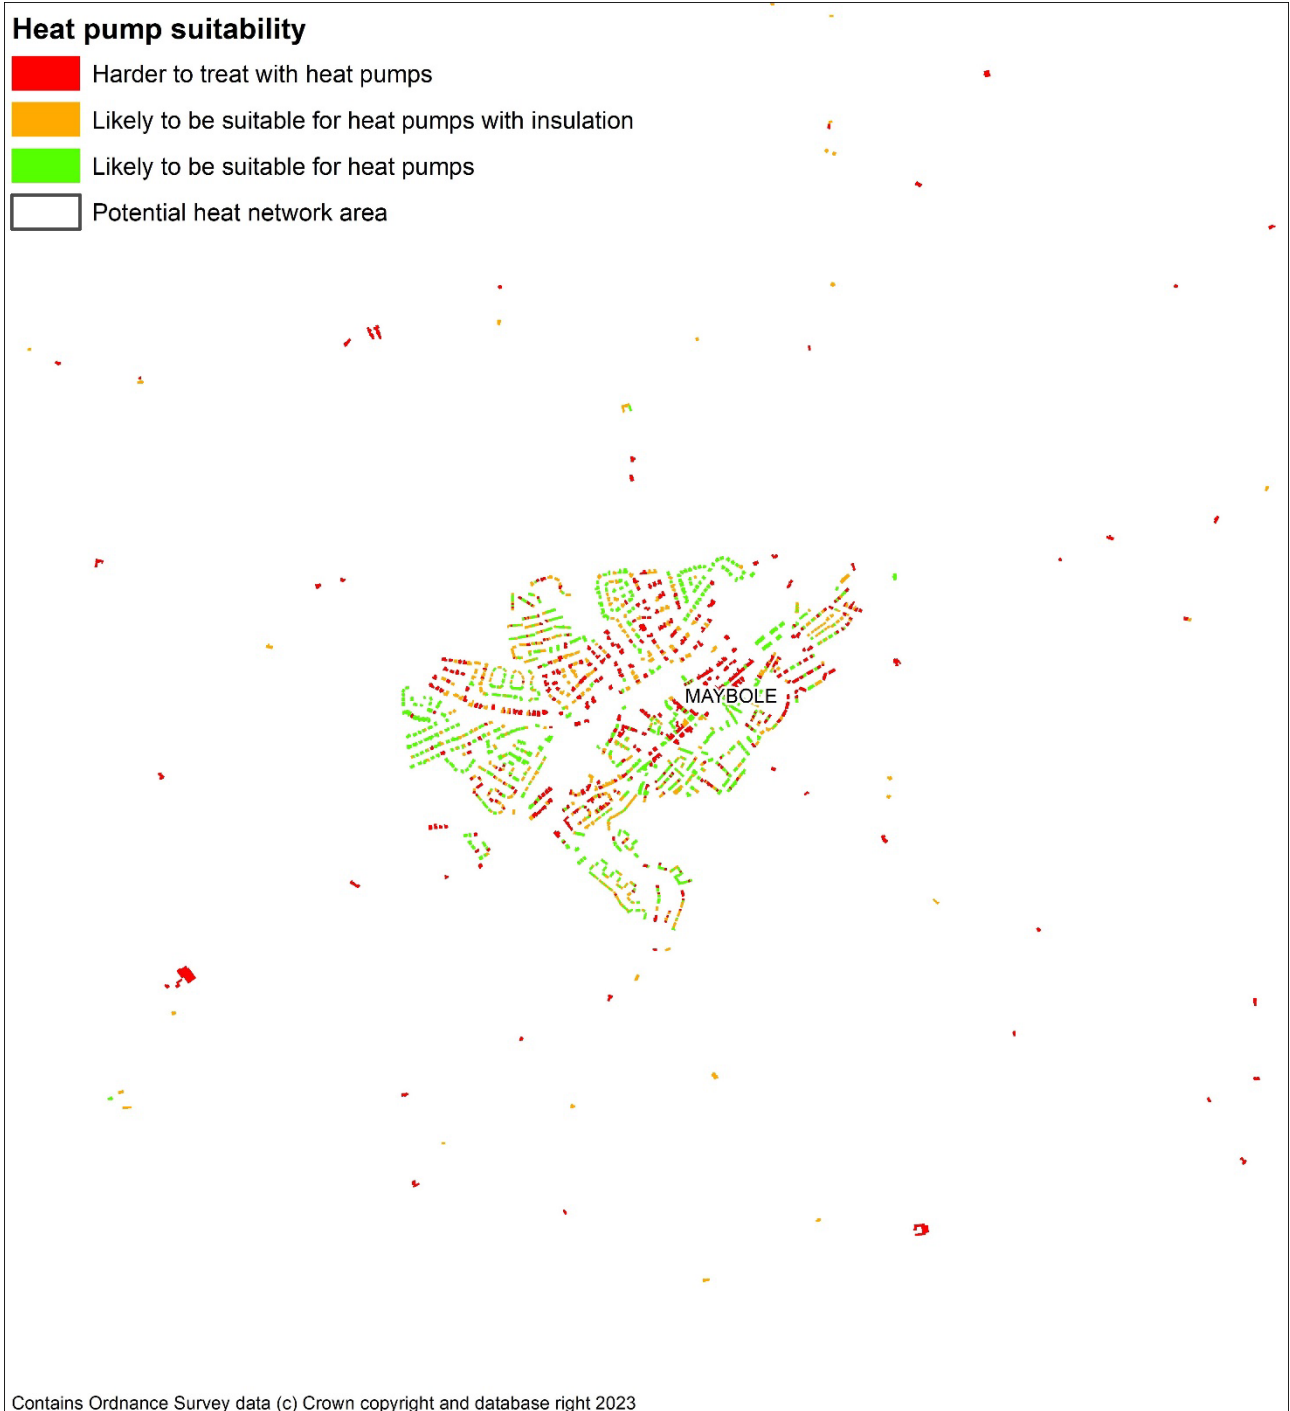 Heat pump suitability
Harder to treat with heat pumps
Likely to be suitable for heat pumps with insulation
Likely to be suitable for heat pumps
Potential heat network area
MAYBOLE
Contains Ordnance Survey data (c) Crown copyright and database right 2023